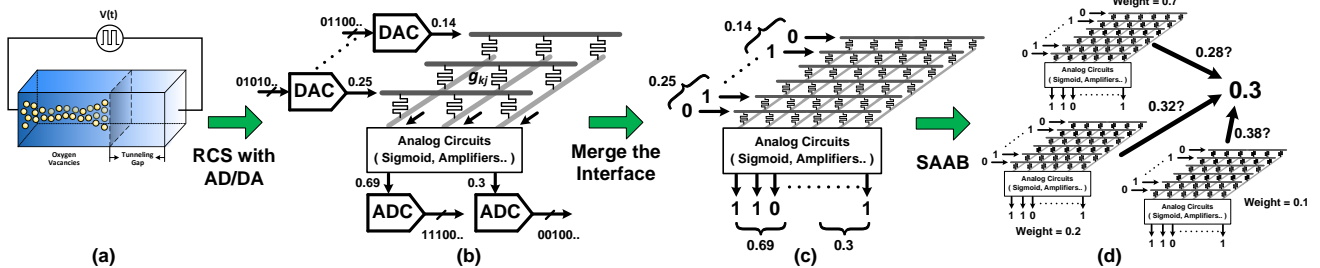 V(t)
Oxygen
Vacancies
Tunneling
Gap
(a)
RCS with
AD/DA
01100..
DAC
0.14
01010..
DAC
0.25
g_kj
Analog Circuits
( Sigmoid, Amplifiers.. )
0.69
0.3
ADC
ADC
11100..
00100..
(b)
Merge the
Interface
0.14
0
1
0.25
1
0
Analog Circuits
( Sigmoid, Amplifiers.. )
1 1 0 1
0.69
0.3
(c)
SAAB
Weight = 0.7
0
1
1
0
Analog Circuits
( Sigmoid, Amplifiers.. )
1 1 0 1
0.28?
0.32?
0.3
0.38?
0
1
1
0
Analog Circuits
( Sigmoid, Amplifiers.. )
1 1 0 1
Weight = 0.2
0
1
1
0
Analog Circuits
( Sigmoid, Amplifiers.. )
1 1 0 1
Weight = 0.1
(d)